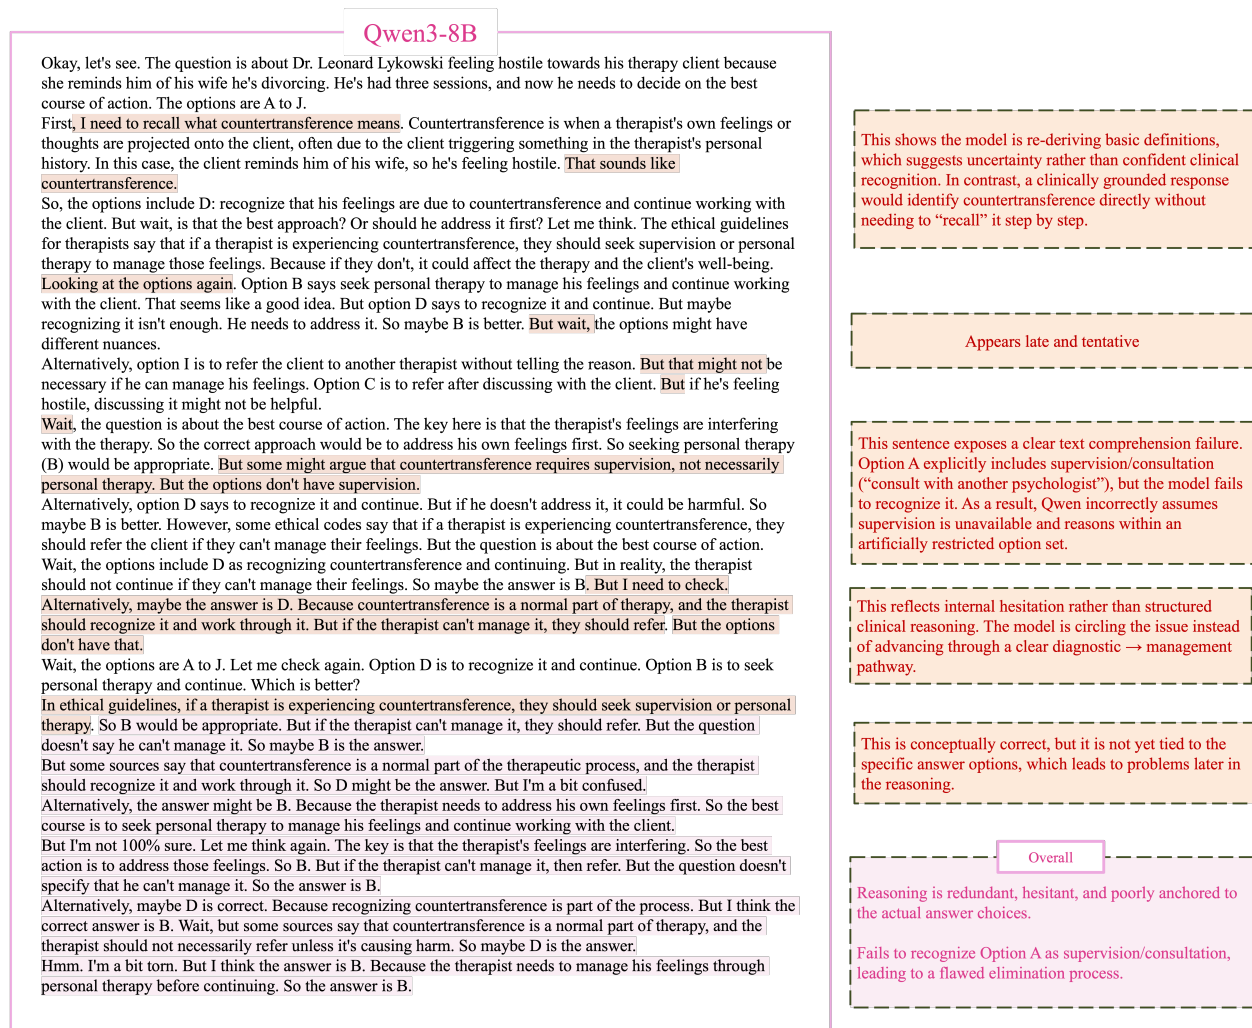 Qwen3-8B
Okay, let's see. The question is about Dr. Leonard Lykowski feeling hostile towards his therapy client because
she reminds him of his wife he's divorcing. He's had three sessions, and now he needs to decide on the best
course of action. The options are A to J.
First, I need to recall what countertransference means. Countertransference is when a therapist's own feelings or
thoughts are projected onto the client, often due to the client triggering something in the therapist's personal
history. In this case, the client reminds him of his wife, so he's feeling hostile. That sounds like
countertransference.
So, the options include D: recognize that his feelings are due to countertransference and continue working with
the client. But wait, is that the best approach? Or should he address it first? Let me think. The ethical guidelines
for therapists say that if a therapist is experiencing countertransference, they should seek supervision or personal
therapy to manage those feelings. Because if they don't, it could affect the therapy and the client's well-being.
Looking at the options again. Option B says seek personal therapy to manage his feelings and continue working
with the client. That seems like a good idea. But option D says to recognize it and continue. But maybe
recognizing it isn't enough. He needs to address it. So maybe B is better. But wait, the options might have
different nuances.
Alternatively, option I is to refer the client to another therapist without telling the reason. But that might not be
necessary if he can manage his feelings. Option C is to refer after discussing with the client. But if he's feeling
hostile, discussing it might not be helpful.
Wait, the question is about the best course of action. The key here is that the therapist's feelings are interfering
with the therapy. So the correct approach would be to address his own feelings first. So seeking personal therapy
(B) would be appropriate. But some might argue that countertransference requires supervision, not necessarily
personal therapy. But the options don't have supervision.
Alternatively, option D says to recognize it and continue. But if he doesn't address it, it could be harmful. So
maybe B is better. However, some ethical codes say that if a therapist is experiencing countertransference, they
should refer the client if they can't manage their feelings. But the question is about the best course of action.
Wait, the options include D as recognizing countertransference and continuing. But in reality, the therapist
should not continue if they can't manage their feelings. So maybe the answer is B. But I need to check.
Alternatively, maybe the answer is D. Because countertransference is a normal part of therapy, and the therapist
should recognize it and work through it. But if the therapist can't manage it, they should refer. But the options
don't have that.
Wait, the options are A to J. Let me check again. Option D is to recognize it and continue. Option B is to seek
personal therapy and continue. Which is better?
In ethical guidelines, if a therapist is experiencing countertransference, they should seek supervision or personal
therapy. So B would be appropriate. But if the therapist can't manage it, they should refer. But the question
doesn't say he can't manage it. So maybe B is the answer.
But some sources say that countertransference is a normal part of the therapeutic process, and the therapist
should recognize it and work through it. So D might be the answer. But I'm a bit confused.
Alternatively, the answer might be B. Because the therapist needs to address his own feelings first. So the best
course is to seek personal therapy to manage his feelings and continue working with the client.
But I'm not 100% sure. Let me think again. The key is that the therapist's feelings are interfering. So the best
action is to address those feelings. So B. But if the therapist can't manage it, then refer. But the question doesn't
specify that he can't manage it. So the answer is B.
Alternatively, maybe D is correct. Because recognizing countertransference is part of the process. But I think the
correct answer is B. Wait, but some sources say that countertransference is a normal part of therapy, and the
therapist should not necessarily refer unless it's causing harm. So maybe D is the answer.
Hmm. I'm a bit torn. But I think the answer is B. Because the therapist needs to manage his feelings through
personal therapy before continuing. So the answer is B.
This shows the model is re-deriving basic definitions,
which suggests uncertainty rather than confident clinical
recognition. In contrast, a clinically grounded response
would identify countertransference directly without
needing to “recall” it step by step.
Appears late and tentative
This sentence exposes a clear text comprehension failure.
Option A explicitly includes supervision/consultation
(“consult with another psychologist”), but the model fails
to recognize it. As a result, Qwen incorrectly assumes
supervision is unavailable and reasons within an
artificially restricted option set.
This reflects internal hesitation rather than structured
clinical reasoning. The model is circling the issue instead
of advancing through a clear diagnostic → management
pathway.
This is conceptually correct, but it is not yet tied to the
specific answer options, which leads to problems later in
the reasoning.
Overall
Reasoning is redundant, hesitant, and poorly anchored to
the actual answer choices.
Fails to recognize Option A as supervision/consultation,
leading to a flawed elimination process.